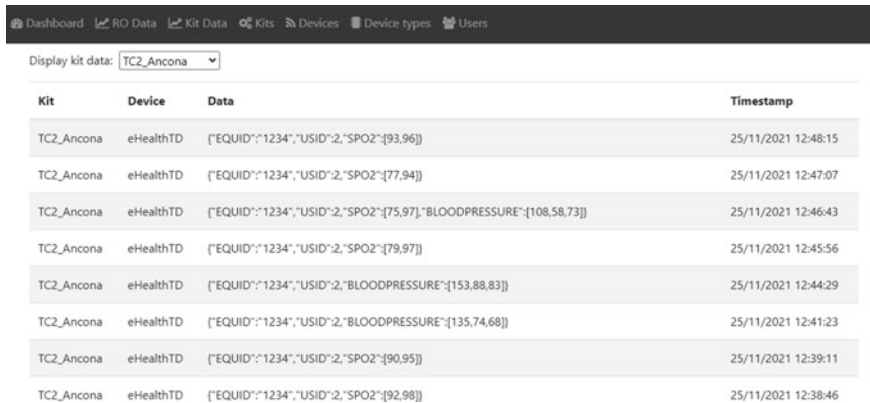 Dashboard RO Data Kit Data Kits Devices Device types Users
Display kit data: TC2_Ancona
Kit Device Data Timestamp
TC2_Ancona eHealthTD {"EQUID":"1234","USID":2,"SPO2":[93,96]} 25/11/2021 12:48:15
TC2_Ancona eHealthTD {"EQUID":"1234","USID":2,"SPO2":[77,94]} 25/11/2021 12:47:07
TC2_Ancona eHealthTD {"EQUID":"1234","USID":2,"SPO2":[75,97],"BLOODPRESSURE":[108,58,73]} 25/11/2021 12:46:43
TC2_Ancona eHealthTD {"EQUID":"1234","USID":2,"SPO2":[79,97]} 25/11/2021 12:45:56
TC2_Ancona eHealthTD {"EQUID":"1234","USID":2,"BLOODPRESSURE":[153,88,83]} 25/11/2021 12:44:29
TC2_Ancona eHealthTD {"EQUID":"1234","USID":2,"BLOODPRESSURE":[135,74,68]} 25/11/2021 12:41:23
TC2_Ancona eHealthTD {"EQUID":"1234","USID":2,"SPO2":[90,95]} 25/11/2021 12:39:11
TC2_Ancona eHealthTD {"EQUID":"1234","USID":2,"SPO2":[92,98]} 25/11/2021 12:38:46